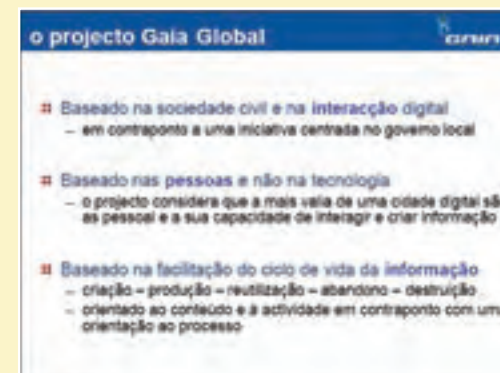 o projecto Gaia Global
Baseado na sociedade civil e na interacção digital
– em contraponto a uma iniciativa centrada no governo local
Baseado nas pessoas e não na tecnologia
– o projecto considera que a mais valia de uma cidade digital são
as pessoal e a sua capacidade de interagir e criar informação
Baseado na facilitação do ciclo de vida da informação
– criação – produção – reutilização – abandono – destruição
– orientado ao conteúdo e à actividade em contraponto com uma
orientação ao processo